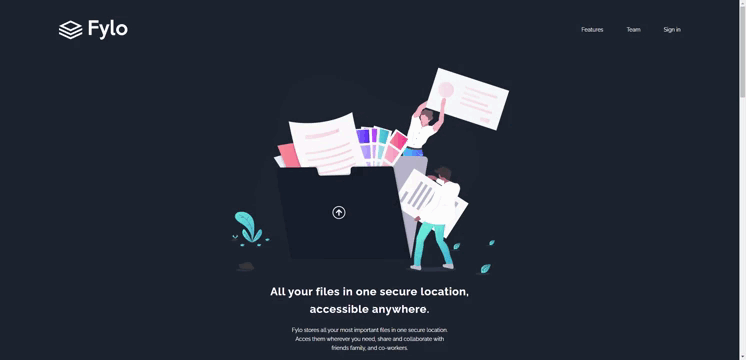 Fylo
Features
Team
Sign in
All your files in one secure location,
accessible anywhere.
Fylo stores all your most important files in one secure location.
Acces them wherever you need, share and collaborate with
friends family, and co-workers.